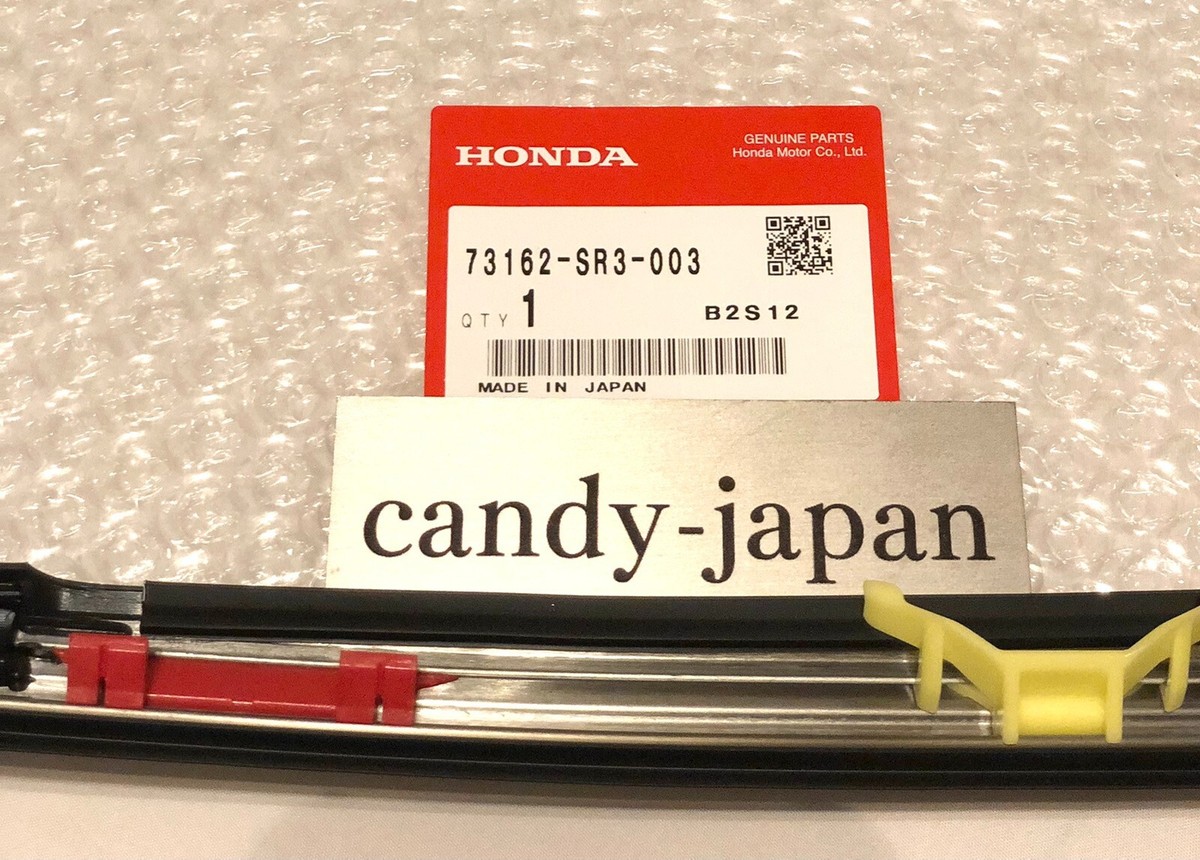 HONDA
GENUINE PARTS
Honda Motor Co., Ltd.
73162-SR3-003
QTY 1
B2S12
MADE IN JAPAN
candy-japan